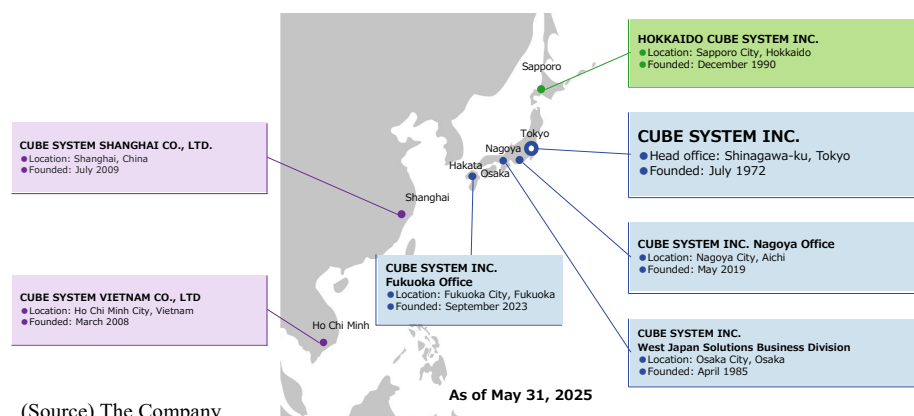 HOKKAIDO CUBE SYSTEM INC.
●Location: Sapporo City, Hokkaido
●Founded: December 1990
Sapporo
CUBE SYSTEM INC.
●Head office: Shinagawa-ku, Tokyo
●Founded: July 1972
Tokyo
Nagoya
Hakata
Osaka
CUBE SYSTEM SHANGHAI CO., LTD.
●Location: Shanghai, China
●Founded: July 2009
Shanghai
CUBE SYSTEM INC. Nagoya Office
●Location: Nagoya City, Aichi
●Founded: May 2019
CUBE SYSTEM INC.
Fukuoka Office
●Location: Fukuoka City, Fukuoka
●Founded: September 2023
CUBE SYSTEM VIETNAM CO., LTD
●Location: Ho Chi Minh City, Vietnam
●Founded: March 2008
Ho Chi Minh
CUBE SYSTEM INC.
West Japan Solutions Business Division
●Location: Osaka City, Osaka
●Founded: April 1985
As of May 31, 2025
(Source) The Company